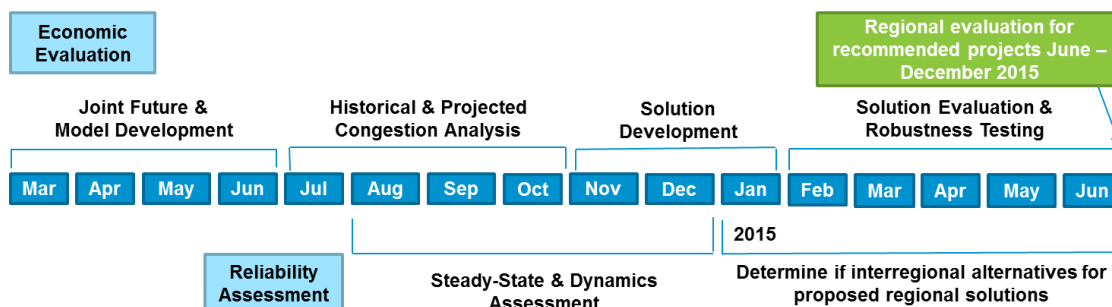 Economic
Evaluation
Regional evaluation for
recommended projects June –
December 2015
Joint Future &
Model Development
Historical & Projected
Congestion Analysis
Solution
Development
Solution Evaluation &
Robustness Testing
Mar Apr May Jun Jul Aug Sep Oct Nov Dec Jan Feb Mar Apr May Jun
2015
Reliability
Assessment
Steady-State & Dynamics
Assessment
Determine if interregional alternatives for
proposed regional solutions